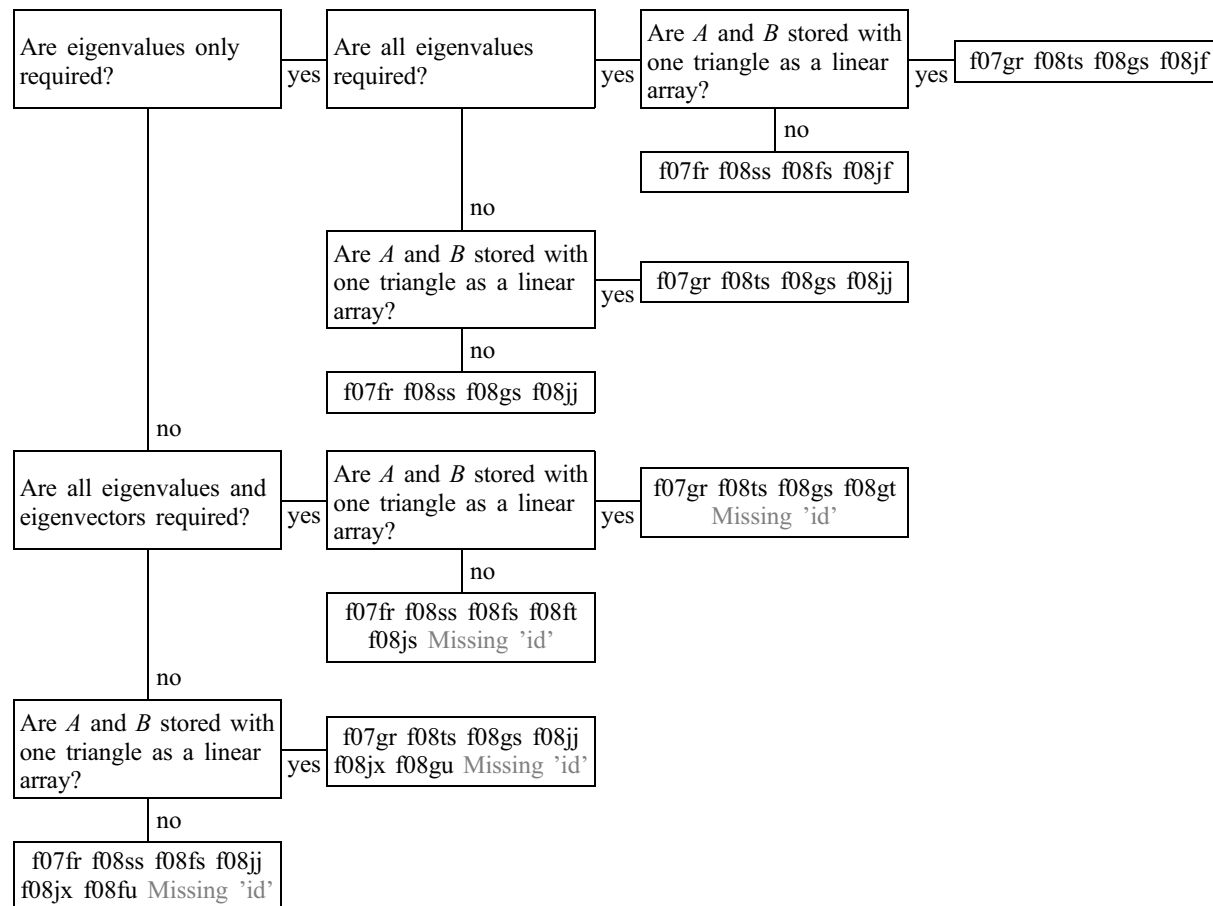 Are eigenvalues only
required?
yes
Are all eigenvalues
required?
yes
Are A and B stored with
one triangle as a linear
array?
yes
f07gr f08ts f08gs f08jf
no
f07fr f08ss f08fs f08jf
no
Are A and B stored with
one triangle as a linear
array?
yes
f07gr f08ts f08gs f08jj
no
f07fr f08ss f08gs f08jj
no
Are all eigenvalues and
eigenvectors required?
yes
Are A and B stored with
one triangle as a linear
array?
yes
f07gr f08ts f08gs f08gt
Missing ’id’
no
f07fr f08ss f08fs f08ft
f08js Missing ’id’
no
Are A and B stored with
one triangle as a linear
array?
yes
f07gr f08ts f08gs f08jj
f08jx f08gu Missing ’id’
no
f07fr f08ss f08fs f08jj
f08jx f08fu Missing ’id’